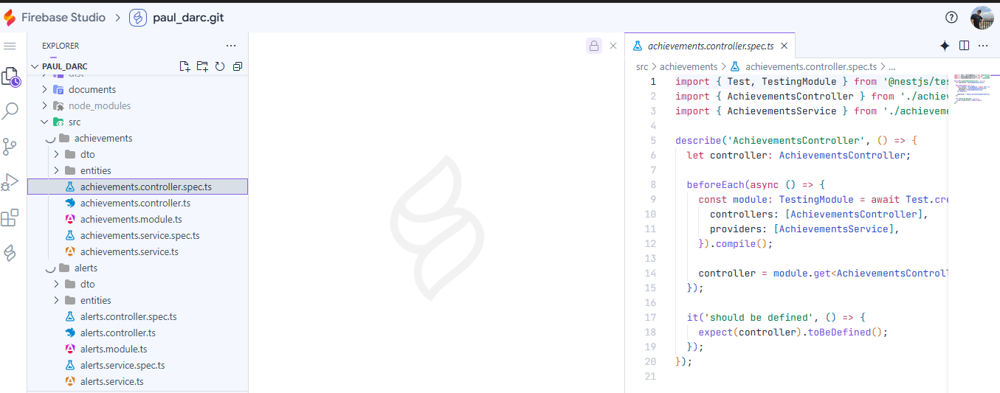 Firebase Studio > paul_darc.git
EXPLORER
PAUL_DARC
dist
documents
node_modules
src
achievements
dto
entities
achievements.controller.spec.ts
achievements.controller.ts
achievements.module.ts
achievements.service.spec.ts
achievements.service.ts
alerts
dto
entities
alerts.controller.spec.ts
alerts.controller.ts
alerts.module.ts
alerts.service.spec.ts
alerts.service.ts
achievements.controller.spec.ts
src > achievements > achievements.controller.spec.ts > ...
1 import { Test, TestingModule } from '@nestjs/tes
2 import { AchievementsController } from './achiev
3 import { AchievementsService } from './achieveme
4
5 describe('AchievementsController', () => {
6 let controller: AchievementsController;
7
8 beforeEach(async () => {
9 const module: TestingModule = await Test.cre
10 controllers: [AchievementsController],
11 providers: [AchievementsService],
12 }).compile();
13
14 controller = module.get<AchievementsControll
15 });
16
17 it('should be defined', () => {
18 expect(controller).toBeDefined();
19 });
20 });
21